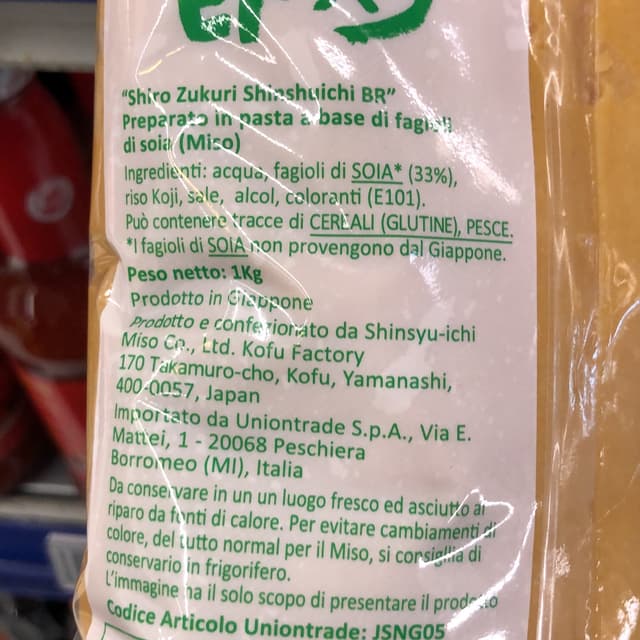 "Shiro Zukuri Shinshuichi BR"
Preparato in pasta a base di fagioli
di soia (Miso)
Ingredienti: acqua, fagioli di SOIA* (33%),
riso Koji, sale, alcol, coloranti (E101).
Può contenere tracce di CEREALI (GLUTINE), PESCE.
*I fagioli di SOIA non provengono dal Giappone.
Peso netto: 1Kg
Prodotto in Giappone
Prodotto e confezionato da Shinsyu-ichi
Miso Co., Ltd. Kofu Factory
170 Takamuro-cho, Kofu, Yamanashi,
400-0057, Japan
Importato da Uniontrade S.p.A., Via E.
Mattei, 1 - 20068 Peschiera
Borromeo (MI), Italia
Da conservare in un un luogo fresco ed asciutto al
riparo da fonti di calore. Per evitare cambiamenti di
colore, del tutto normal per il Miso, si consiglia di
conservario in frigorifero.
L'immagine ha il solo scopo di presentare il prodotto
Codice Articolo Uniontrade: JSNG05